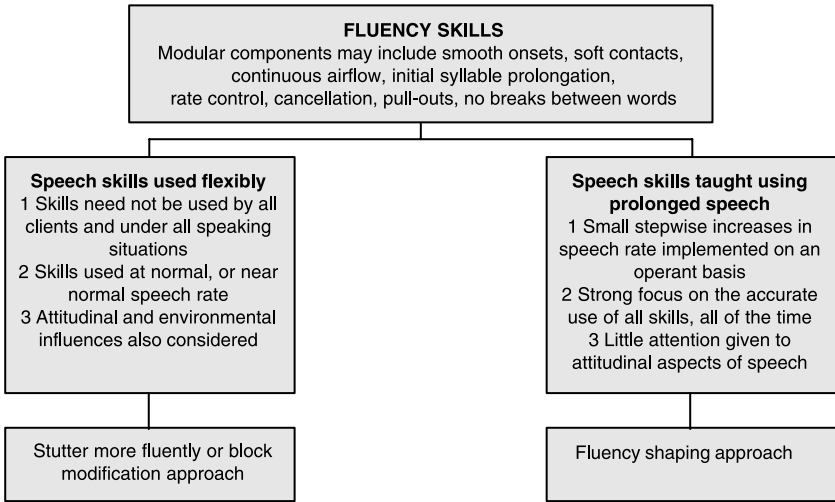 FLUENCY SKILLS
Modular components may include smooth onsets, soft contacts,
continuous airflow, initial syllable prolongation,
rate control, cancellation, pull-outs, no breaks between words
Speech skills used flexibly
1 Skills need not be used by all
clients and under all speaking
situations
2 Skills used at normal, or near
normal speech rate
3 Attitudinal and environmental
influences also considered
Speech skills taught using
prolonged speech
1 Small stepwise increases in
speech rate implemented on an
operant basis
2 Strong focus on the accurate
use of all skills, all of the time
3 Little attention given to
attitudinal aspects of speech
Stutter more fluently or block
modification approach
Fluency shaping approach